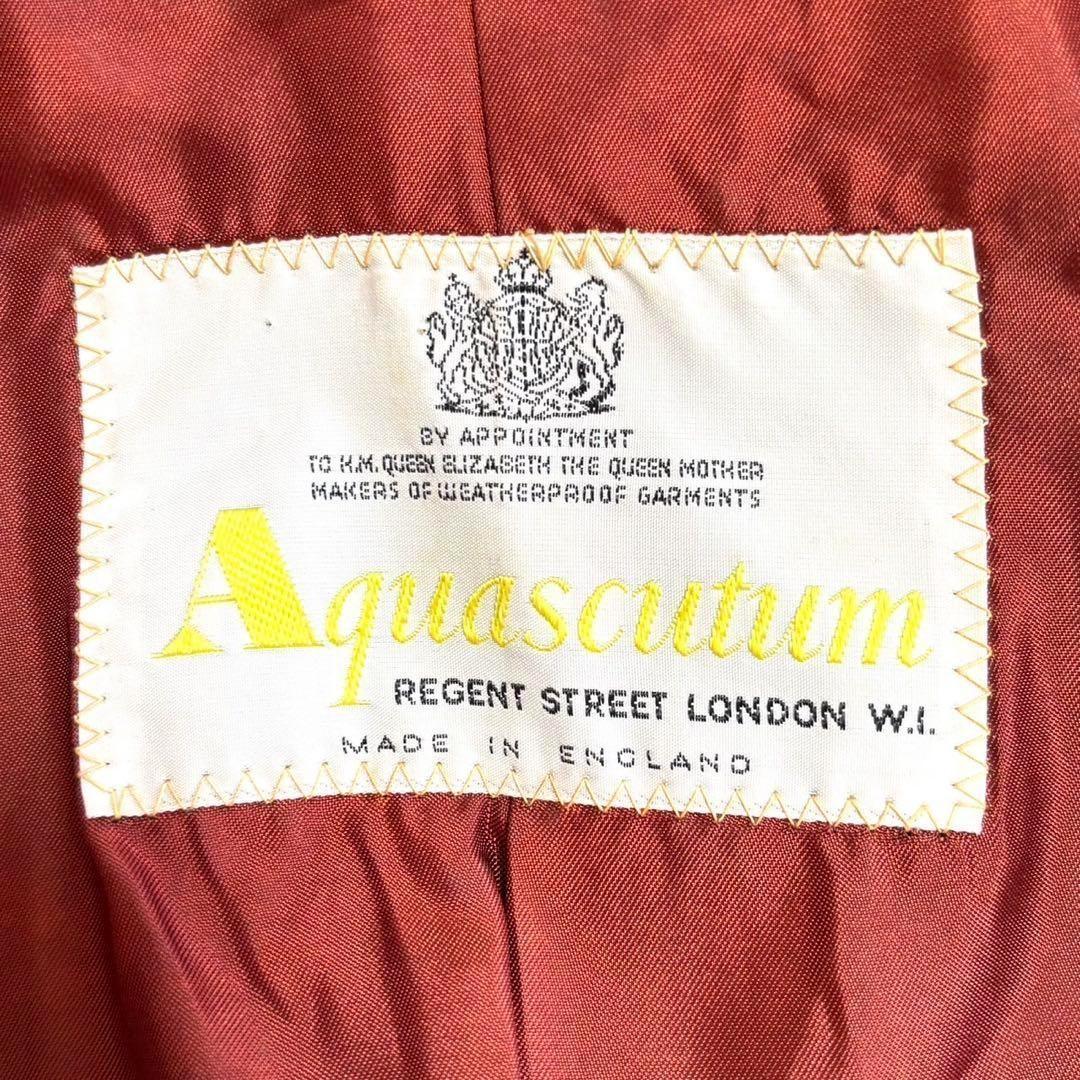 BY APPOINTMENT
TO H.M. QUEEN ELIZABETH THE QUEEN MOTHER
MAKERS OF WEATHERPROOF GARMENTS
Aquascutum
REGENT STREET LONDON W.I.
MADE IN ENGLAND